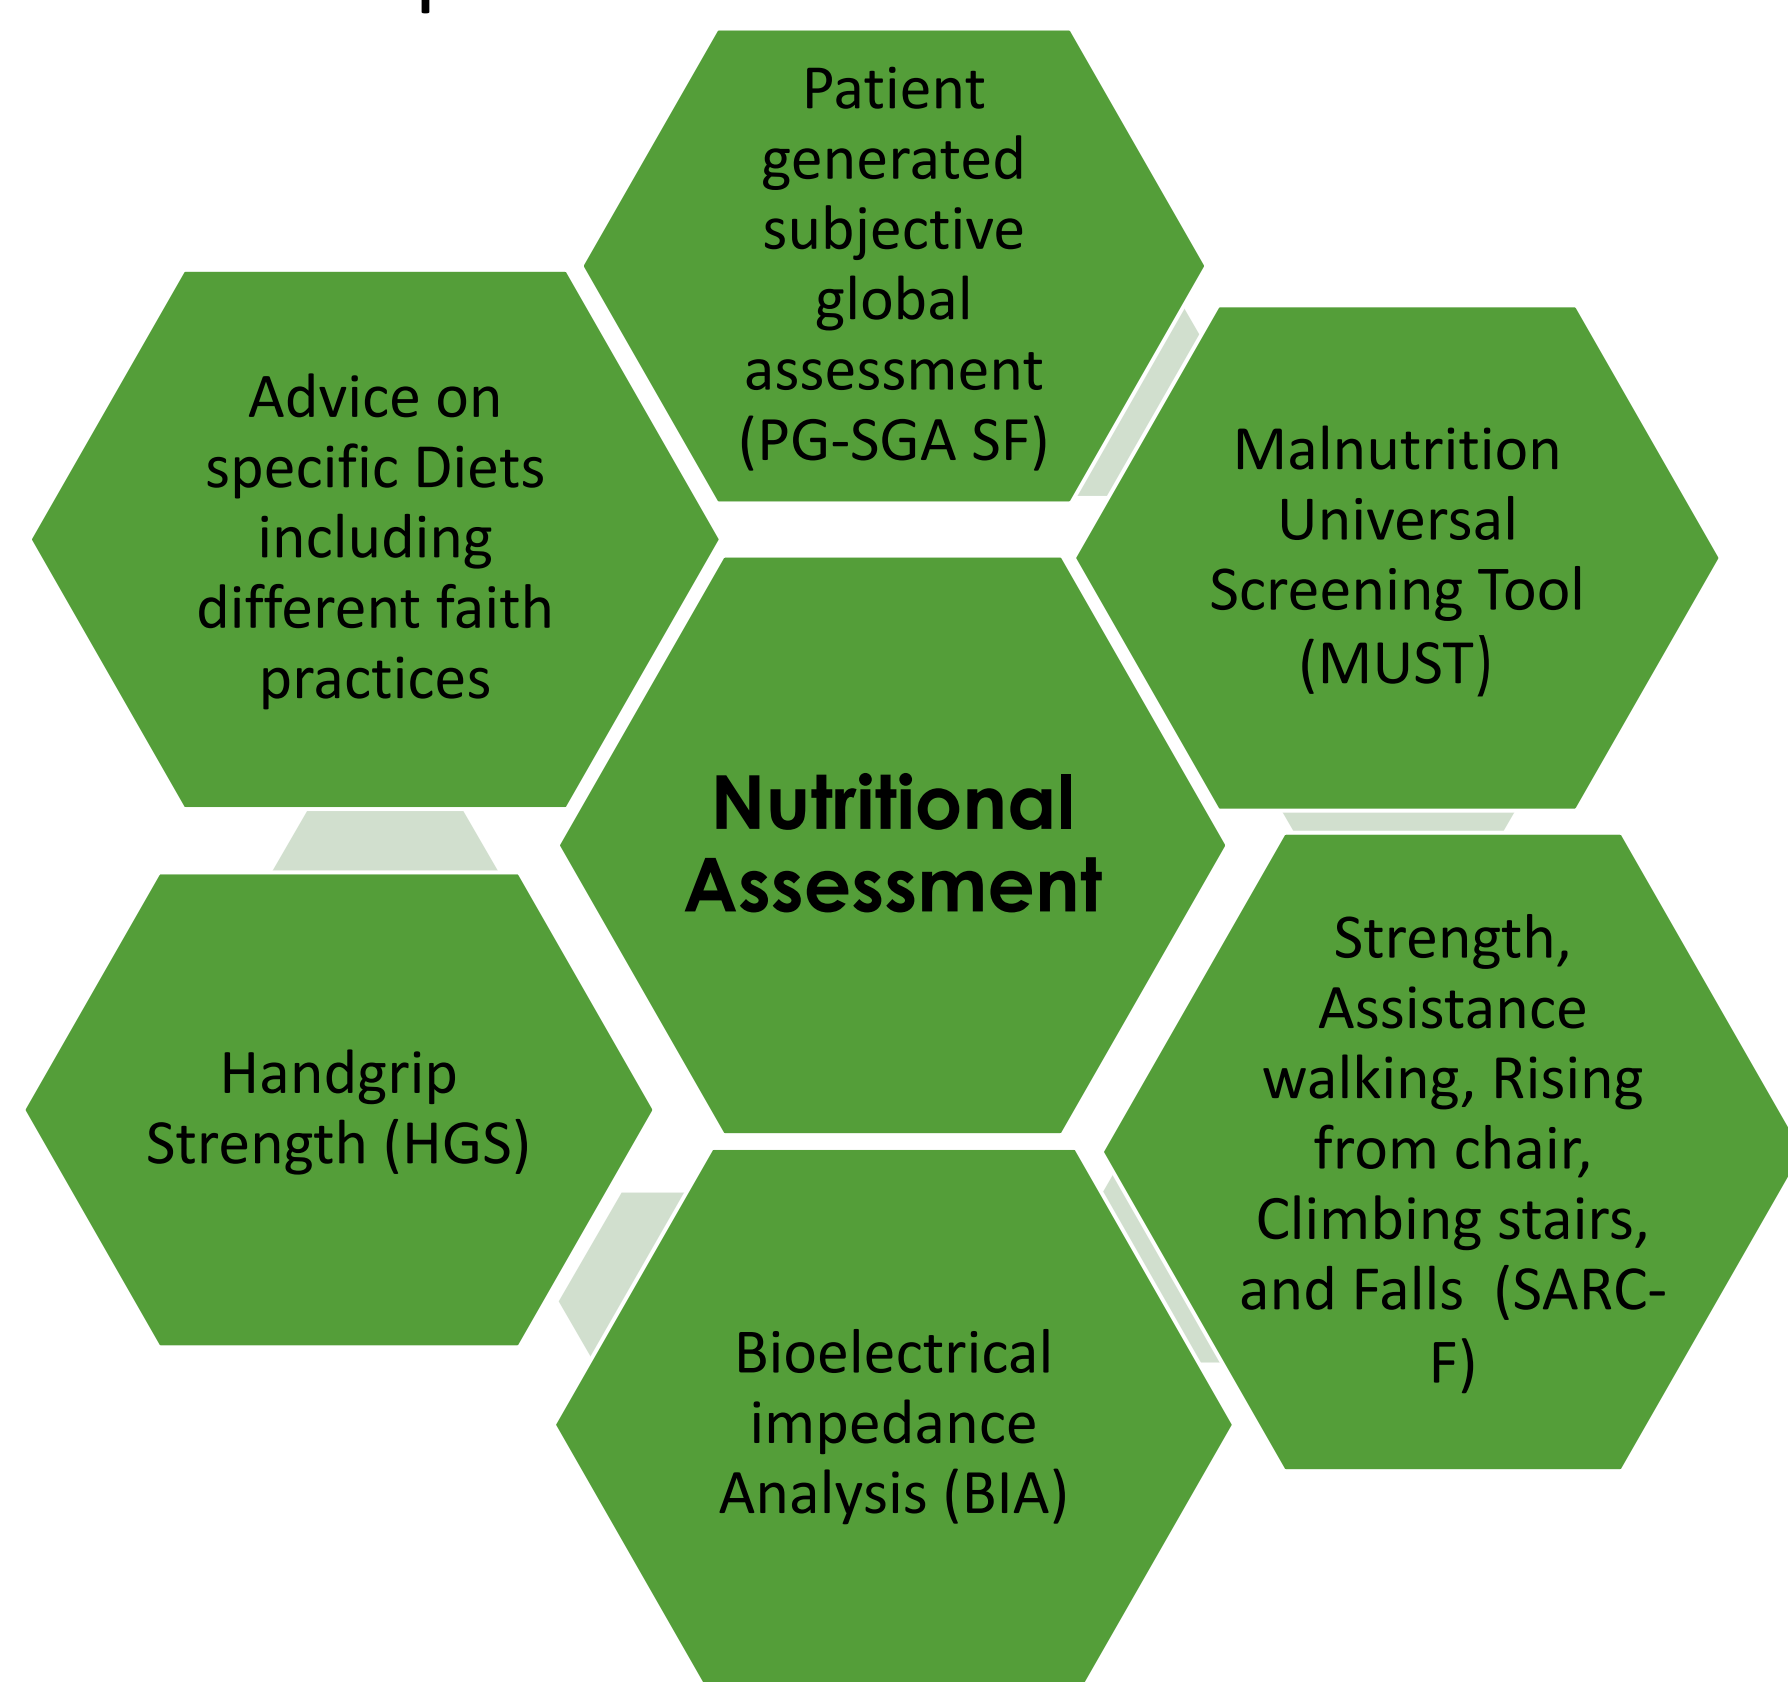 Patient
generated
subjective
global
assessment
(PG-SGA SF)
Malnutrition
Universal
Screening Tool
(MUST)
Strength,
Assistance
walking, Rising
from chair,
Climbing stairs,
and Falls  (SARC-
F)
Bioelectrical
impedance
Analysis (BIA)
Handgrip
Strength (HGS)
Advice on
specific Diets
including
different faith
practices
Nutritional
Assessment